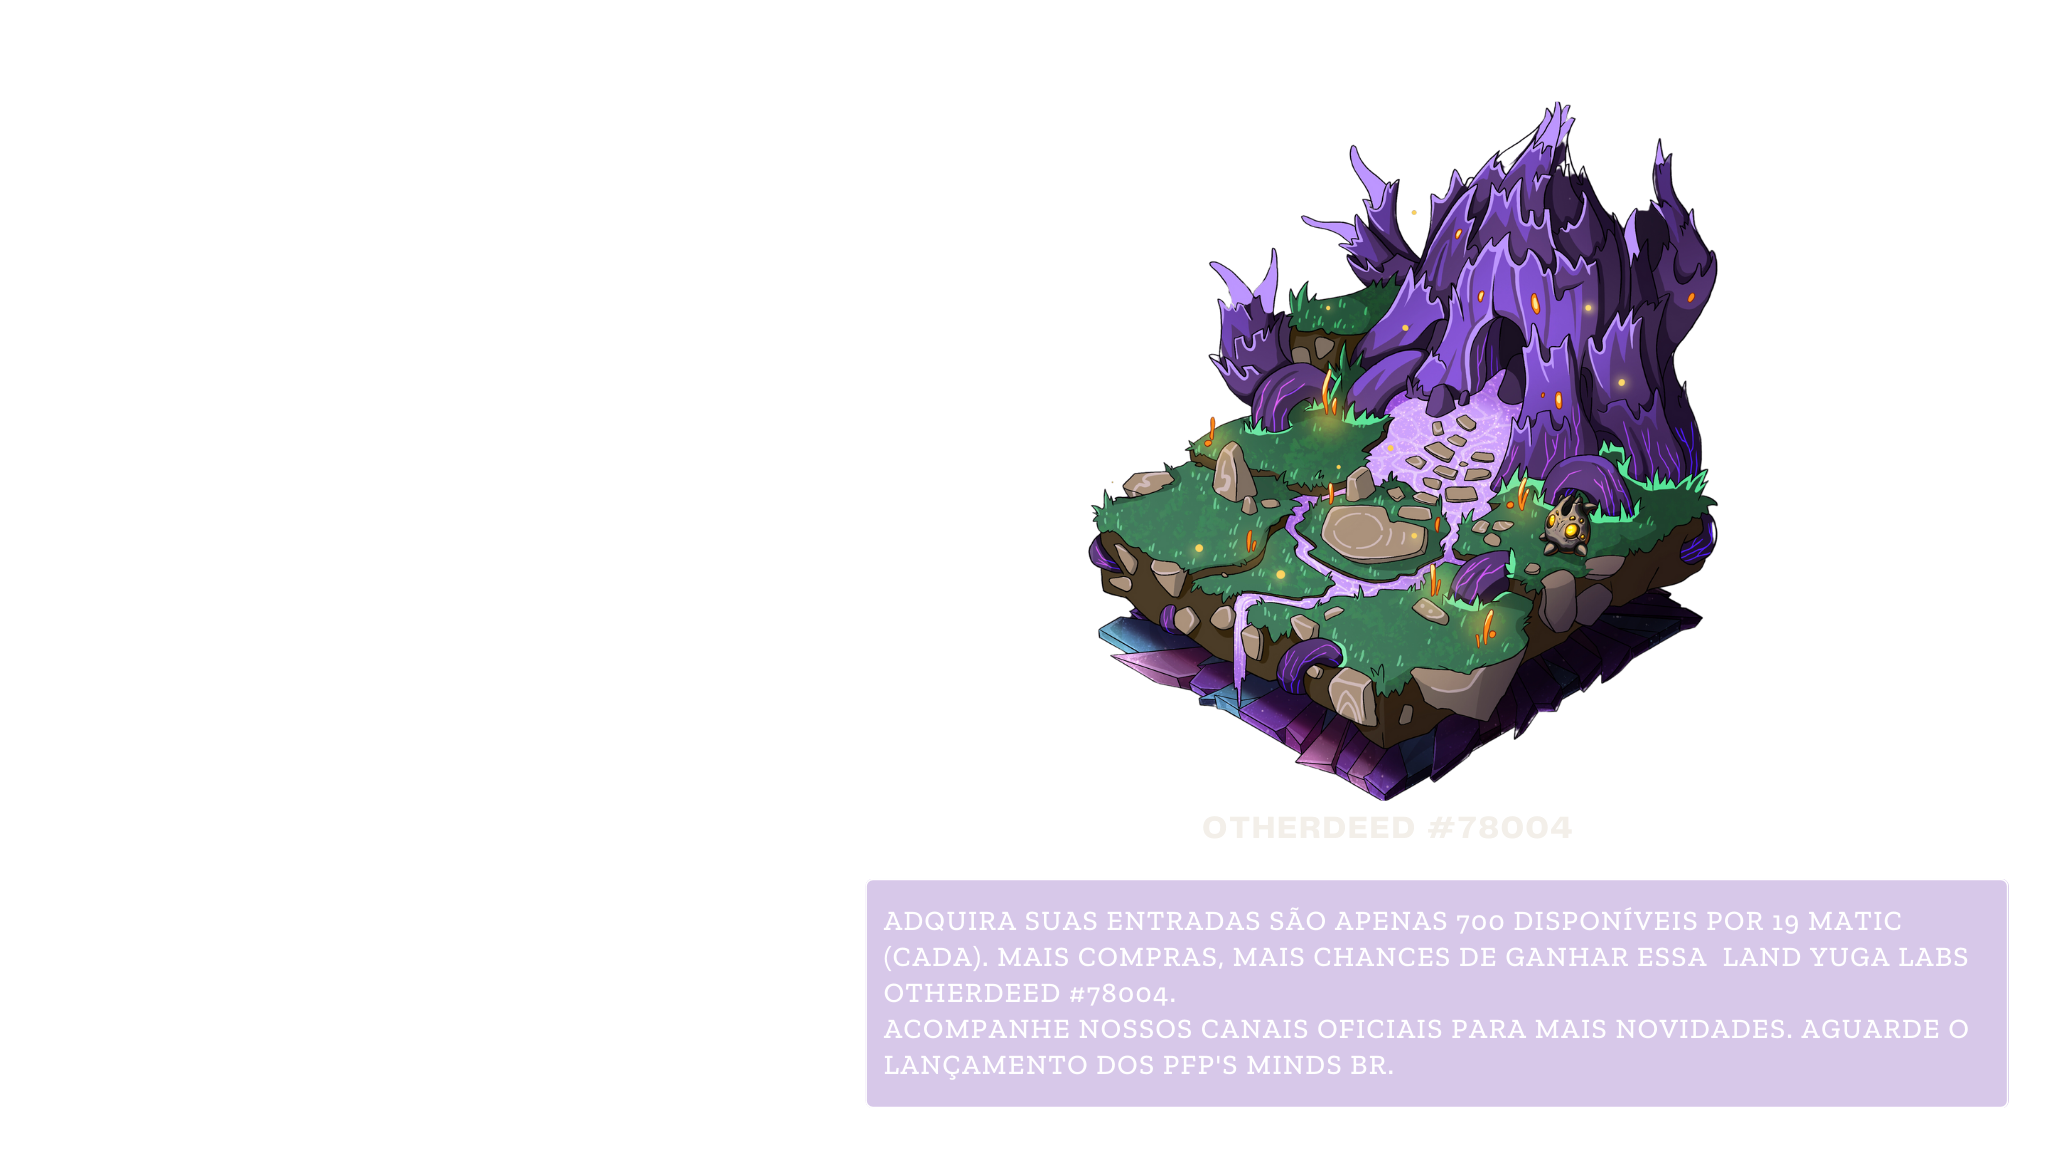 OTHERDEED #78004
ADQUIRA SUAS ENTRADAS SÃO APENAS 700 DISPONÍVEIS POR 19 MATIC
(CADA). MAIS COMPRAS, MAIS CHANCES DE GANHAR ESSA  LAND YUGA LABS
OTHERDEED #78004.
ACOMPANHE NOSSOS CANAIS OFICIAIS PARA MAIS NOVIDADES. AGUARDE O
LANÇAMENTO DOS PFP'S MINDS BR.